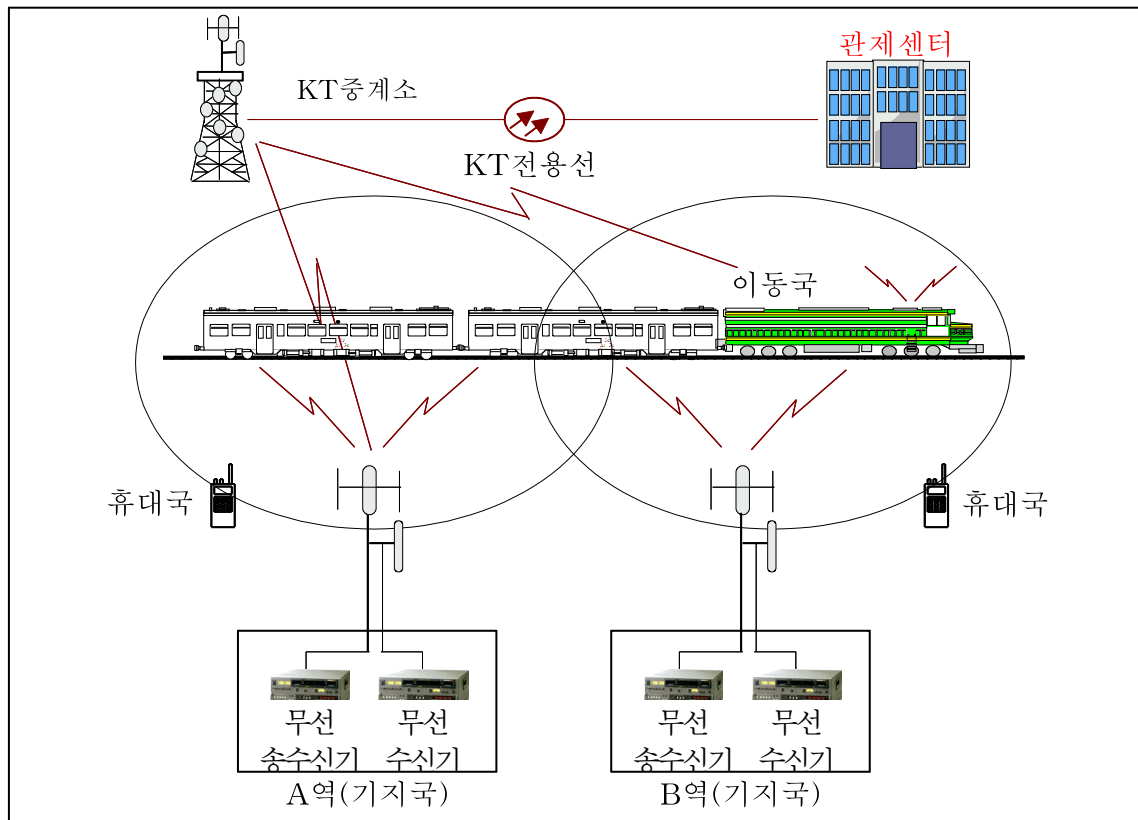 관제센터
KT중계소
KT전용선
이동국
휴대국
휴대국
무선
송수신기
무선
수신기
무선
송수신기
무선
수신기
A역(기지국)
B역(기지국)